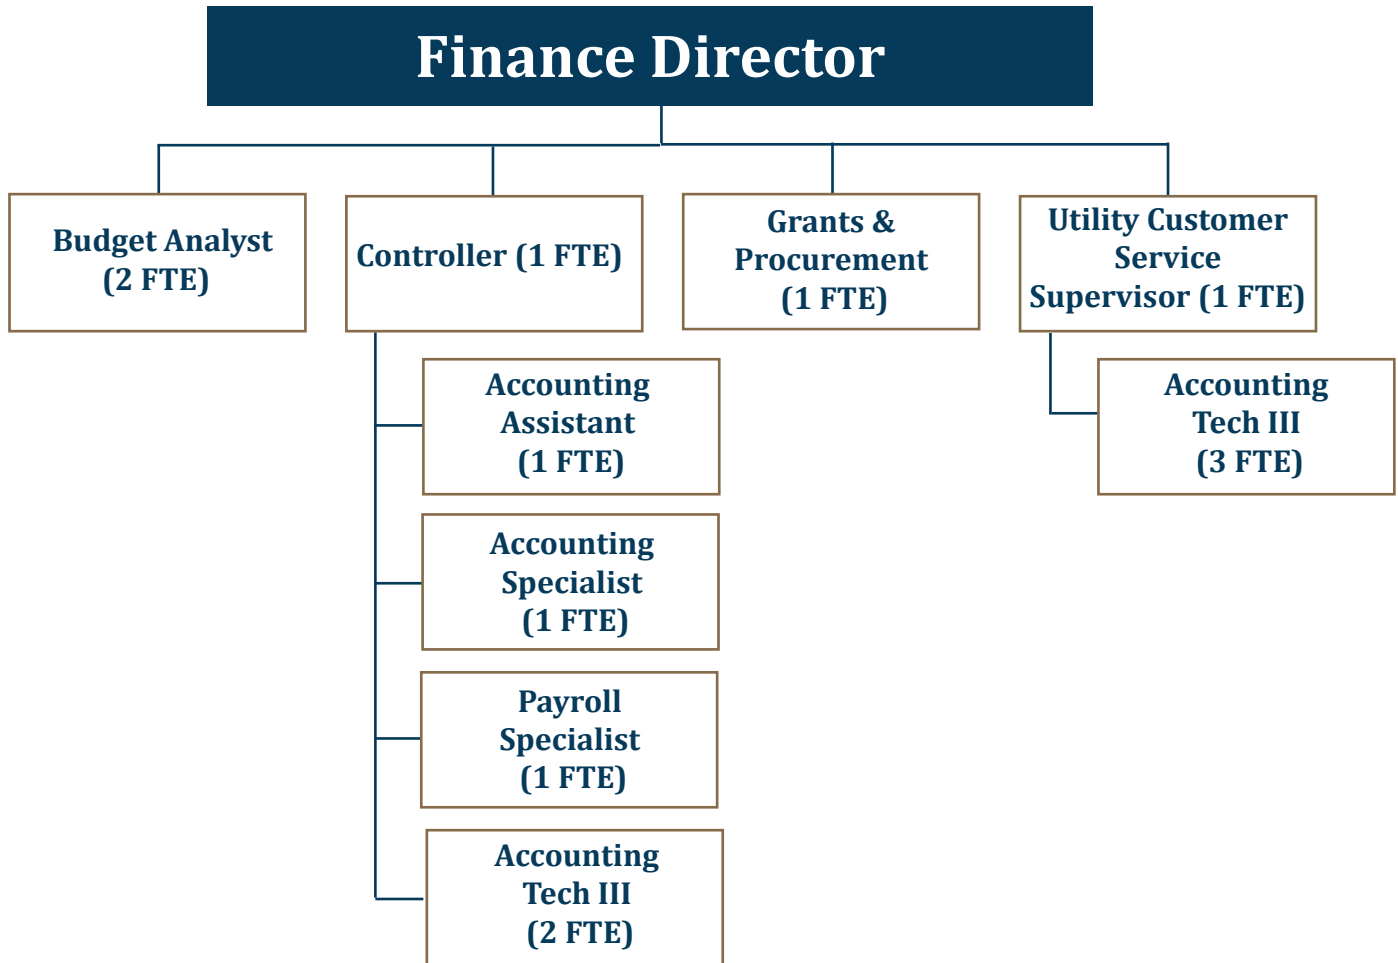 Finance Director
Budget Analyst
(2 FTE)
Controller (1 FTE)
Grants &
Procurement
(1 FTE)
Utility Customer
Service
Supervisor (1 FTE)
Accounting
Assistant
(1 FTE)
Accounting
Specialist
(1 FTE)
Payroll
Specialist
(1 FTE)
Accounting
Tech III
(2 FTE)
Accounting
Tech III
(3 FTE)